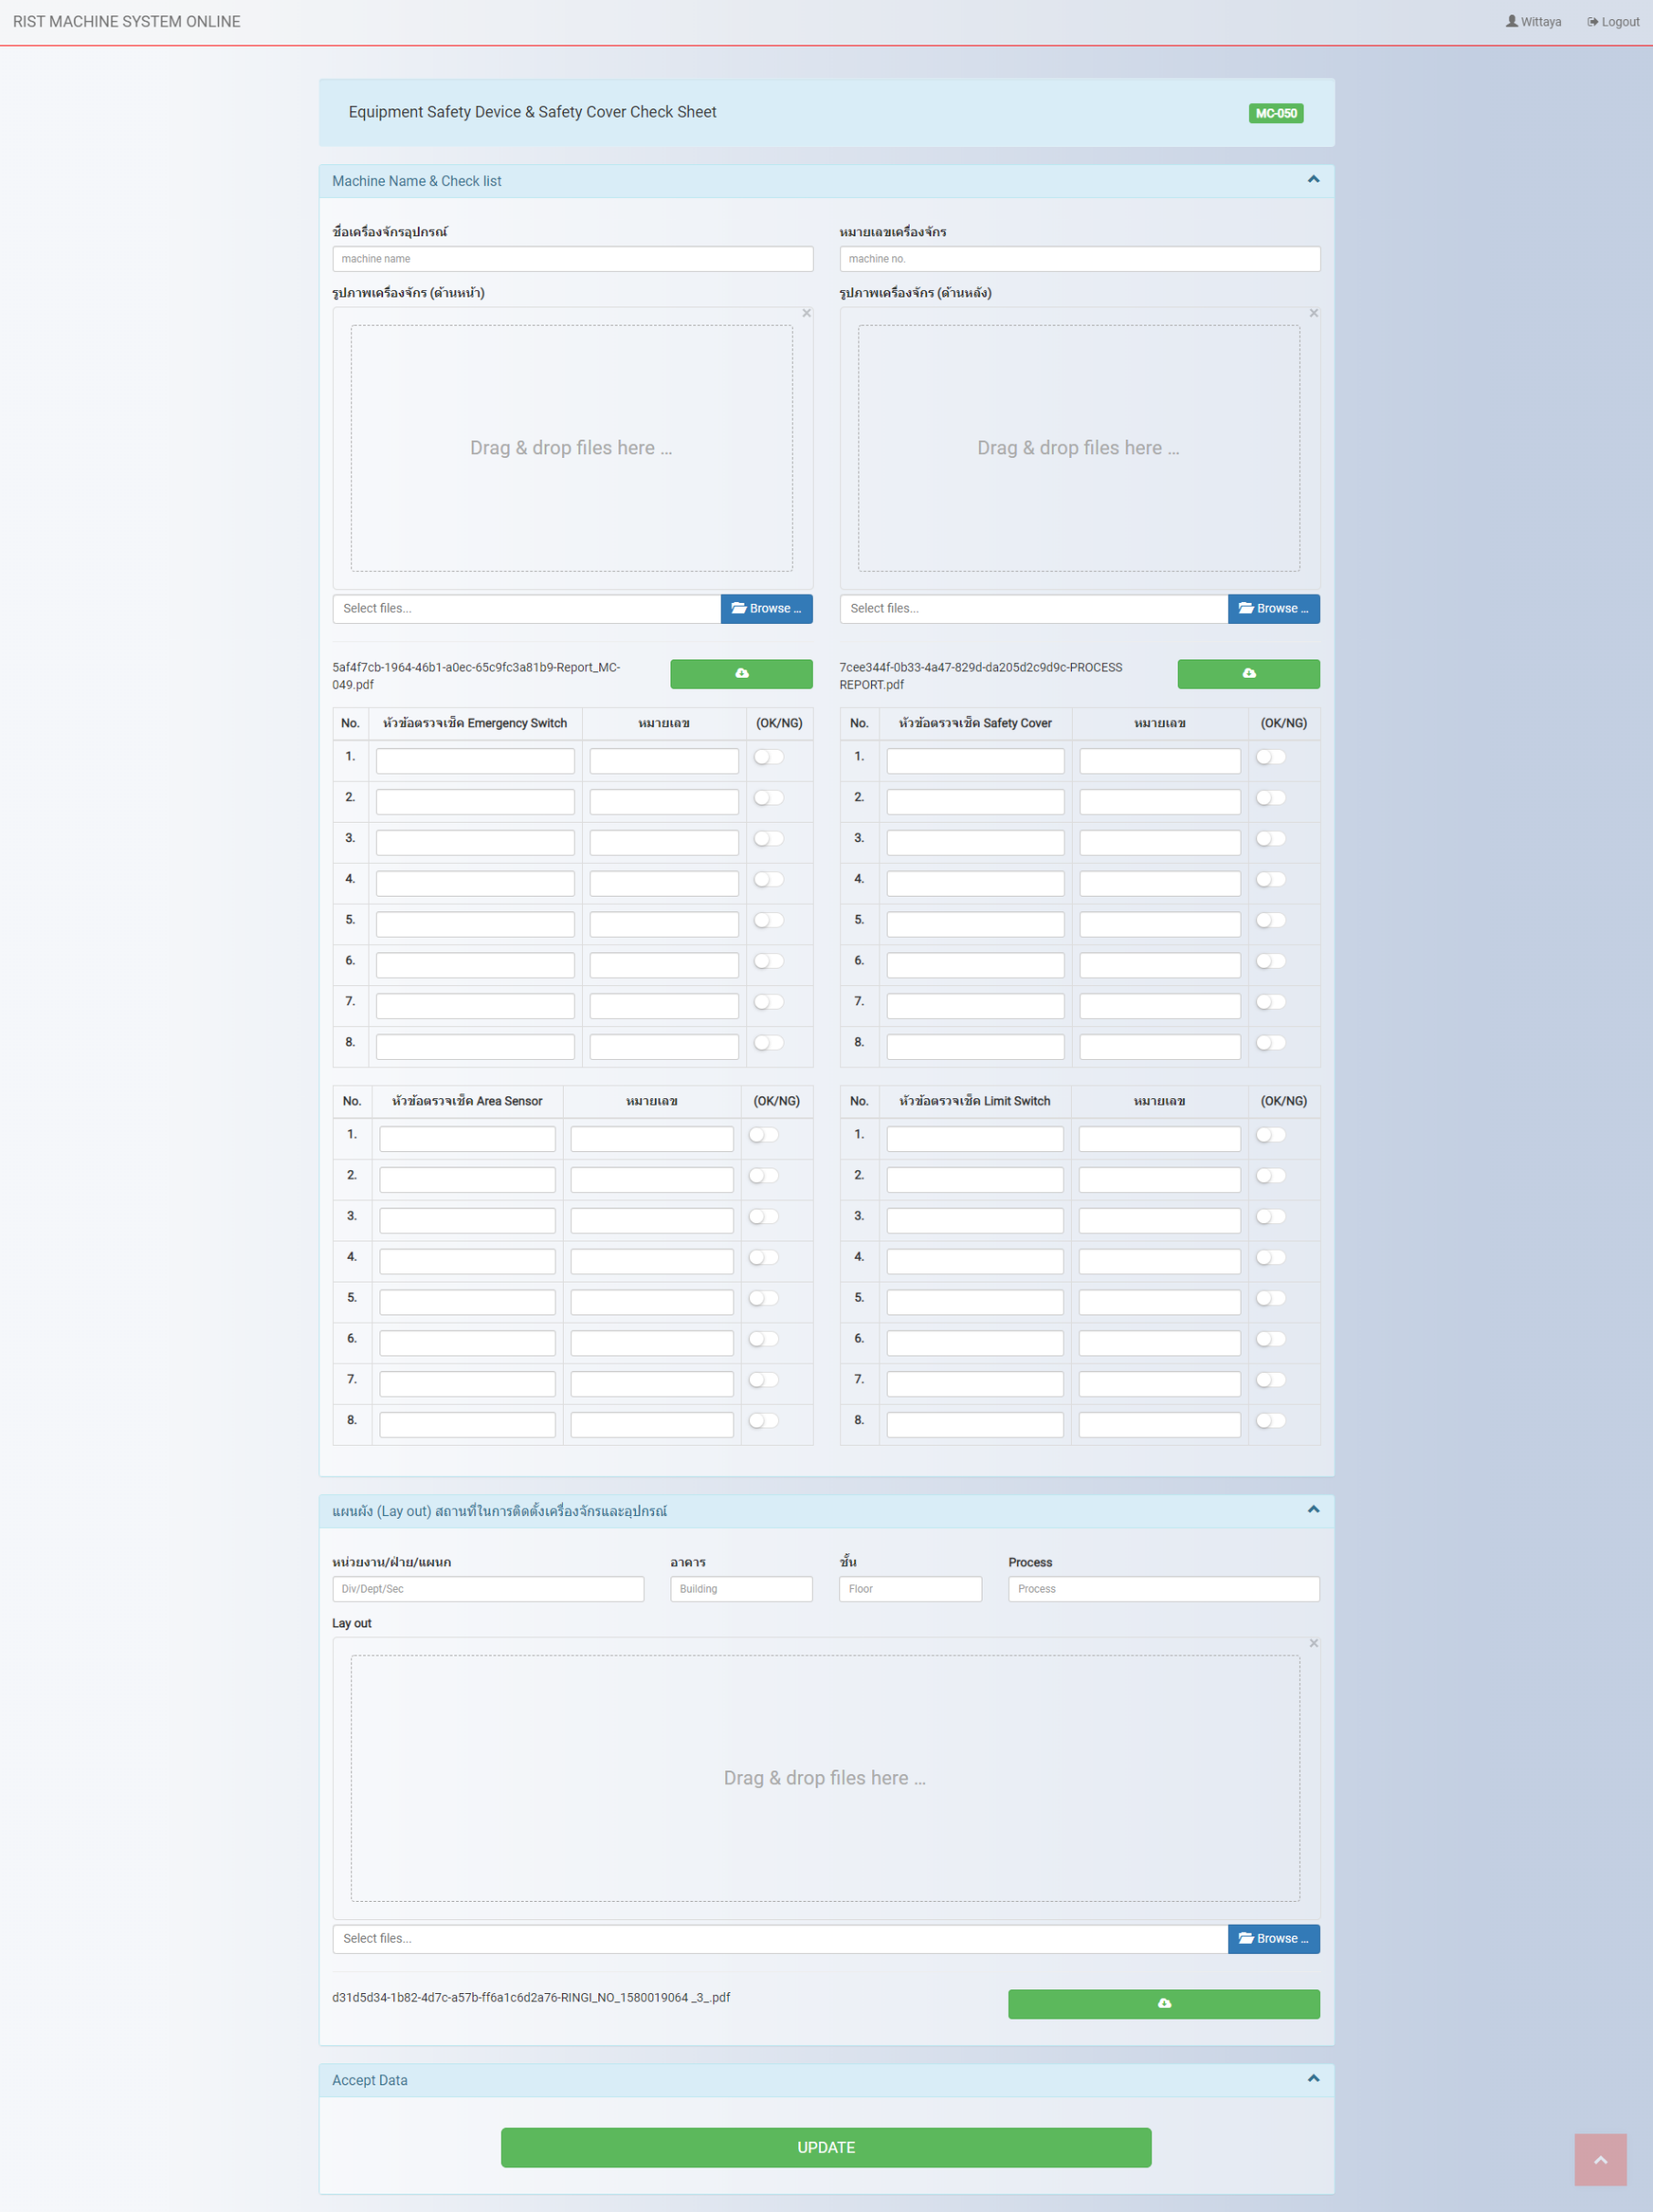 RIST MACHINE SYSTEM ONLINE
Wittaya
Logout
Equipment Safety Device & Safety Cover Check Sheet
MC-050
Machine Name & Check list
ชื่อเครื่องจักรอุปกรณ์
หมายเลขเครื่องจักร
machine name
machine no.
รูปภาพเครื่องจักร (ด้านหน้า)
รูปภาพเครื่องจักร (ด้านหลัง)
Drag & drop files here …
Drag & drop files here …
Select files...
Browse …
Select files...
Browse …
5af4f7cb-1964-46b1-a0ec-65c9fc3a81b9-Report_MC-
049.pdf
7cee344f-0b33-4a47-829d-da205d2c9d9c-PROCESS
REPORT.pdf
No. หัวข้อตรวจเช็ค Emergency Switch หมายเลข (OK/NG)
1.
2.
3.
4.
5.
6.
7.
8.
No. หัวข้อตรวจเช็ค Safety Cover หมายเลข (OK/NG)
1.
2.
3.
4.
5.
6.
7.
8.
No. หัวข้อตรวจเช็ค Area Sensor หมายเลข (OK/NG)
1.
2.
3.
4.
5.
6.
7.
8.
No. หัวข้อตรวจเช็ค Limit Switch หมายเลข (OK/NG)
1.
2.
3.
4.
5.
6.
7.
8.
แผนผัง (Lay out) สถานที่ในการติดตั้งเครื่องจักรและอุปกรณ์
หน่วยงาน/ฝ่าย/แผนก
อาคาร
ชั้น
Process
Div/Dept/Sec
Building
Floor
Process
Lay out
Drag & drop files here …
Select files...
Browse …
d31d5d34-1b82-4d7c-a57b-ff6a1c6d2a76-RINGI_NO_1580019064 _3_.pdf
Accept Data
UPDATE